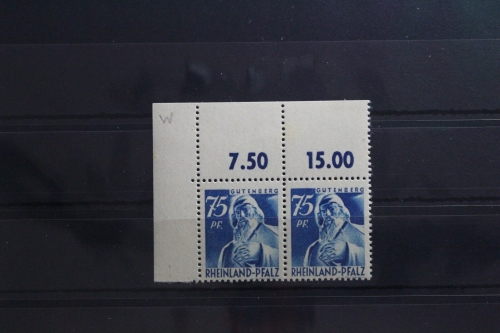 W
7.50 15.00
75 GUTENBERG 75 GUTENBERG
PF. PF.
RHEINLAND-PFALZ RHEINLAND-PFALZ